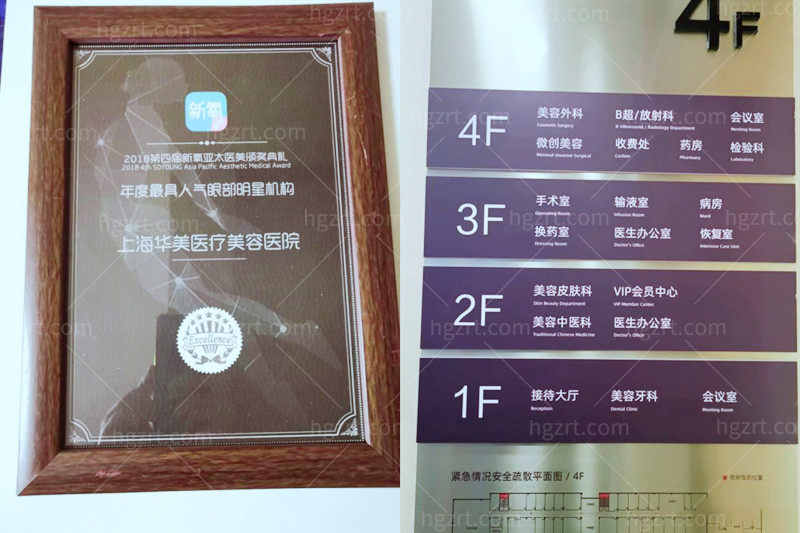 新氧
2018第四届新氧亚太医美颁奖典礼
2018 4th SOYOUNG Asia Pacific Aesthetic Medical Award
年度最具人气眼部明星机构
上海华美医疗美容医院
Excellence
4F
4F
美容外科 B超/放射科 会议室
Cosmetic Surgery B-Ultrasound / Radiology Department Meeting Room
微创美容 收费处 药房 检验科
Minimal Invasive Surgical Cashier Pharmacy Laboratory
3F
手术室 输液室 病房
Operating Room Infusion Room Ward
换药室 医生办公室 恢复室
Dressing Room Doctor's Office Intensive Care Unit
2F
美容皮肤科 VIP会员中心
Skin Beauty Department VIP Member Center
美容中医科 医生办公室
Traditional Chinese Medicine Doctor's Office
1F
接待大厅 美容牙科 会议室
Reception Dental Clinic Meeting Room
紧急情况安全疏散平面图 / 4F
您所在的位置
hgzrt.com